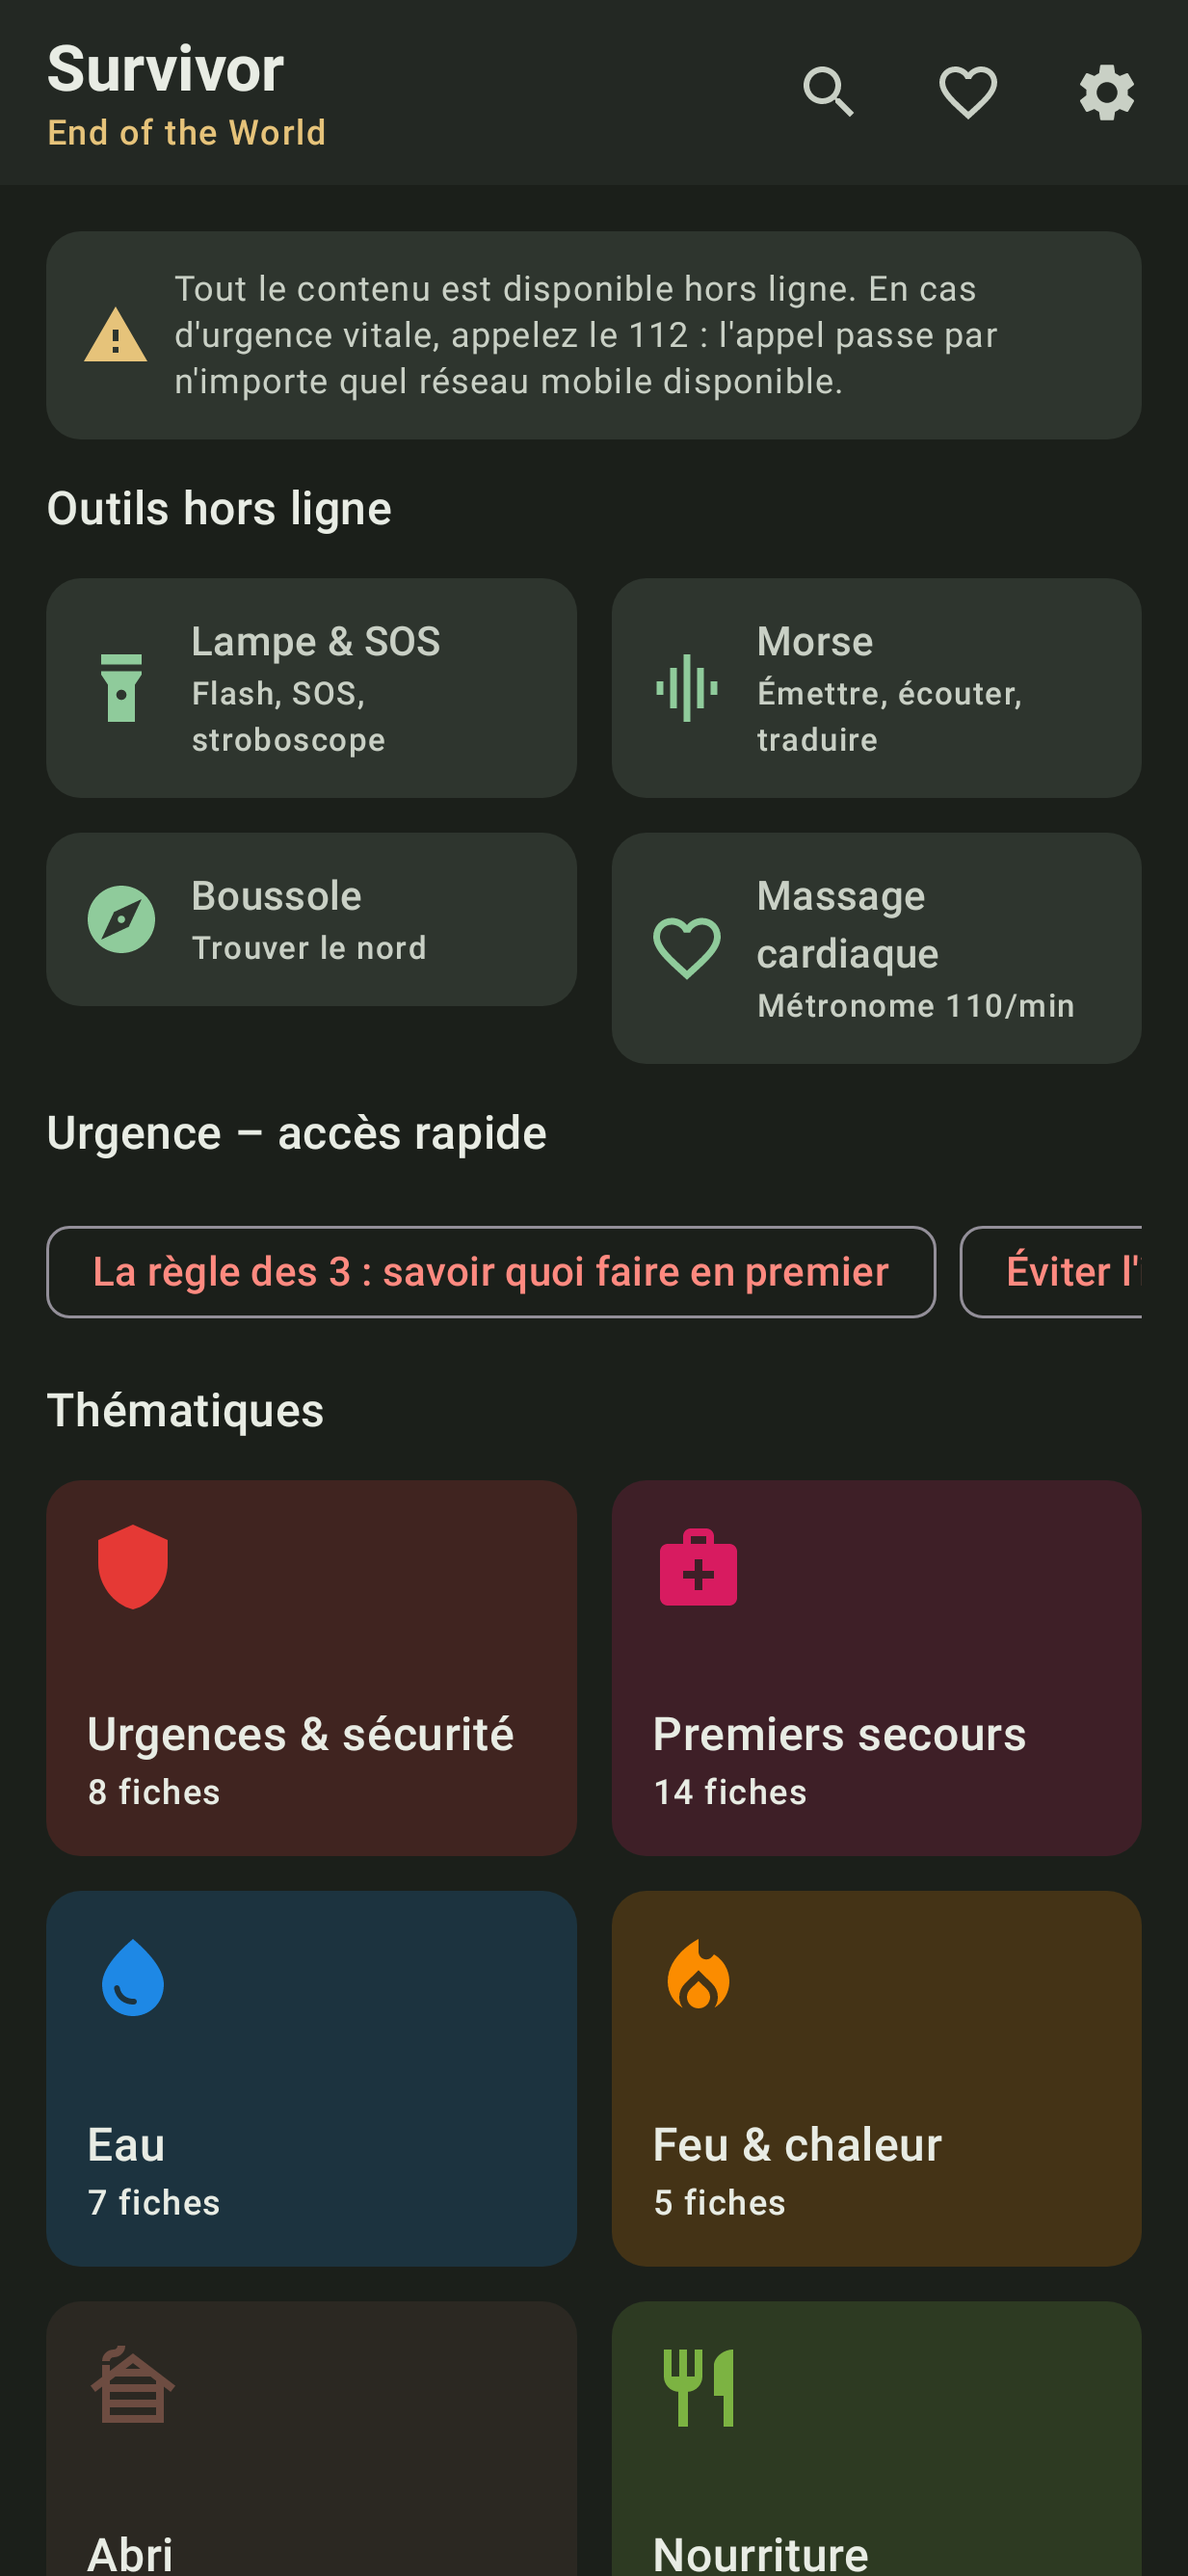 Survivor
End of the World
Tout le contenu est disponible hors ligne. En cas
d'urgence vitale, appelez le 112 : l'appel passe par
n'importe quel réseau mobile disponible.
Outils hors ligne
Lampe & SOS
Flash, SOS,
stroboscope
Morse
Émettre, écouter,
traduire
Boussole
Trouver le nord
Massage
cardiaque
Métronome 110/min
Urgence – accès rapide
La règle des 3 : savoir quoi faire en premier
Éviter l'
Thématiques
Urgences & sécurité
8 fiches
Premiers secours
14 fiches
Eau
7 fiches
Feu & chaleur
5 fiches
Abri
Nourriture